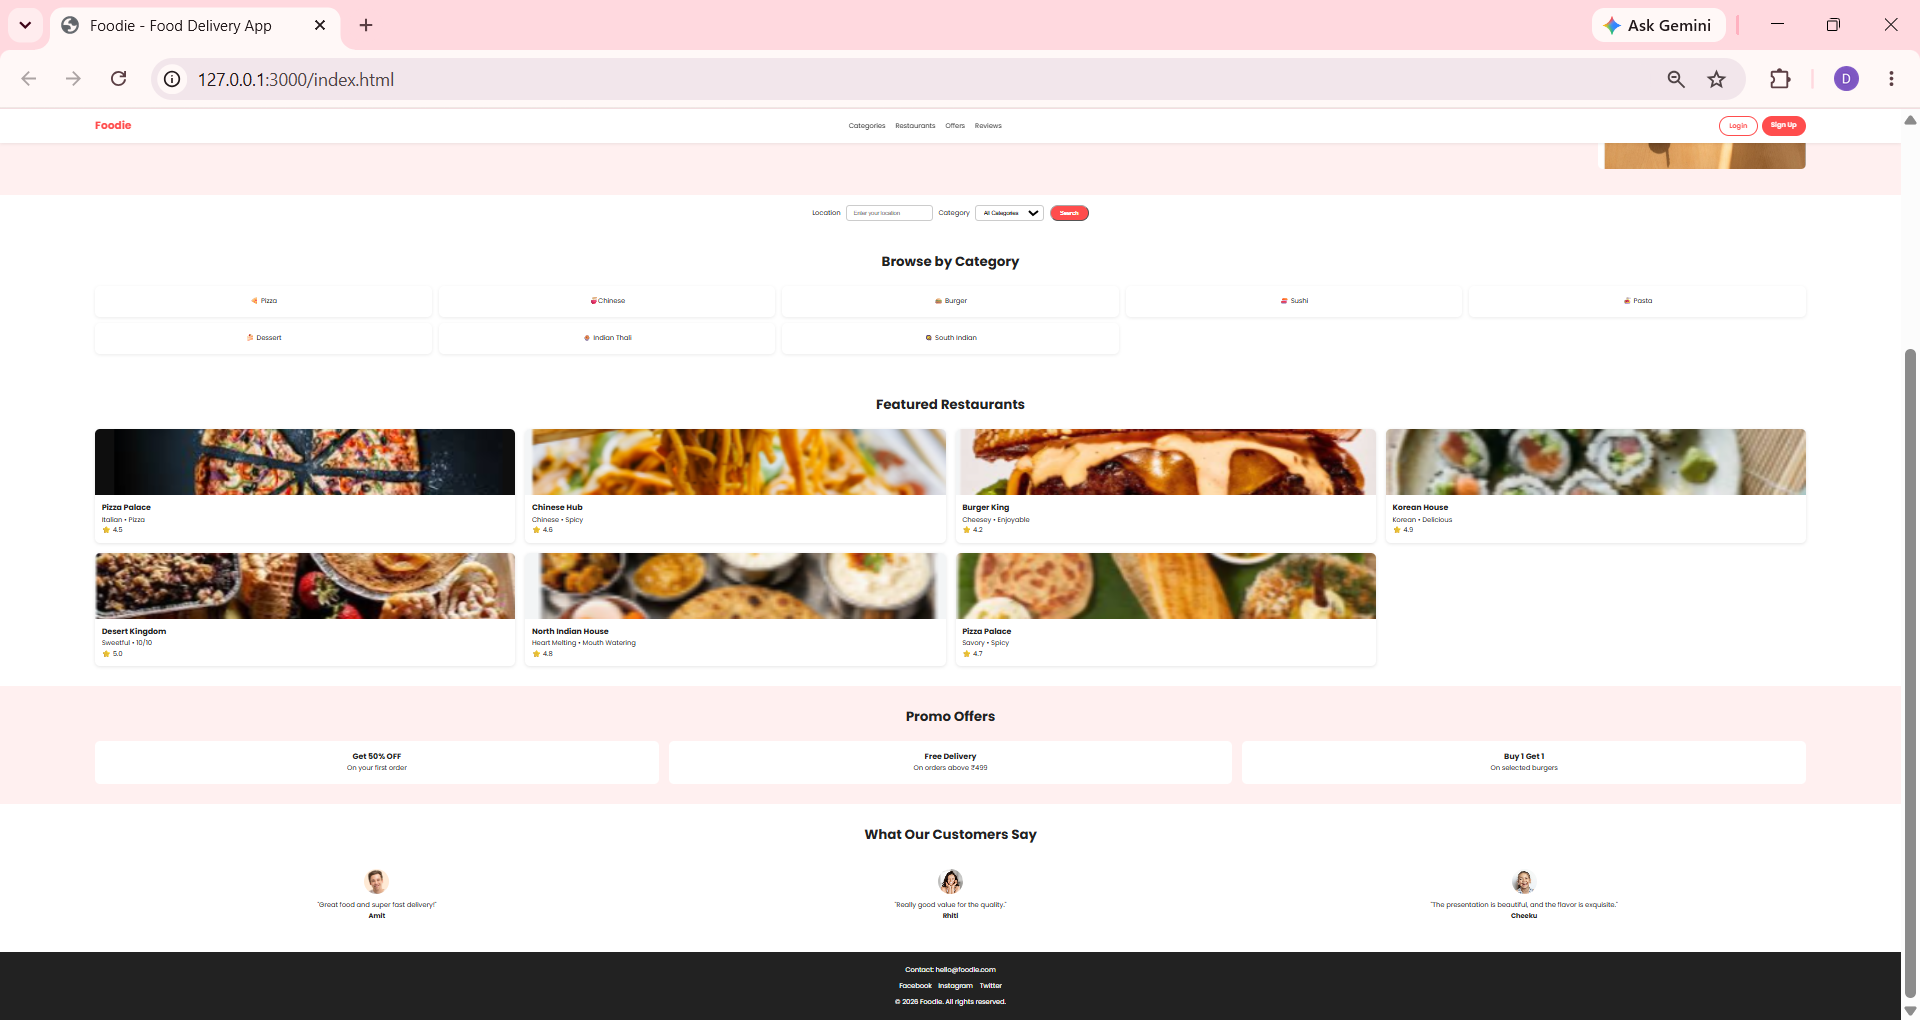 Foodie - Food Delivery App
Ask Gemini
127.0.0.1:3000/index.html
D
Foodie
Categories Restaurants Offers Reviews
Login Sign Up
Location Enter your location Category All Categories Search
Browse by Category
Pizza Chinese Burger Sushi Pasta
Dessert Indian Thali South Indian
Featured Restaurants
Pizza Palace
Italian • Pizza
4.5
Chinese Hub
Chinese • Spicy
4.6
Burger King
Cheesey • Enjoyable
4.2
Korean House
Korean • Delicious
4.9
Desert Kingdom
Sweetful • 10/10
5.0
North Indian House
Heart Melting • Mouth Watering
4.8
Pizza Palace
Savory • Spicy
4.7
Promo Offers
Get 50% OFF
On your first order
Free Delivery
On orders above ₹499
Buy 1 Get 1
On selected burgers
What Our Customers Say
"Great food and super fast delivery!"
Amit
"Really good value for the quality."
Rhiti
"The presentation is beautiful, and the flavor is exquisite."
Cheeku
Contact: hello@foodie.com
Facebook Instagram Twitter
© 2026 Foodie. All rights reserved.